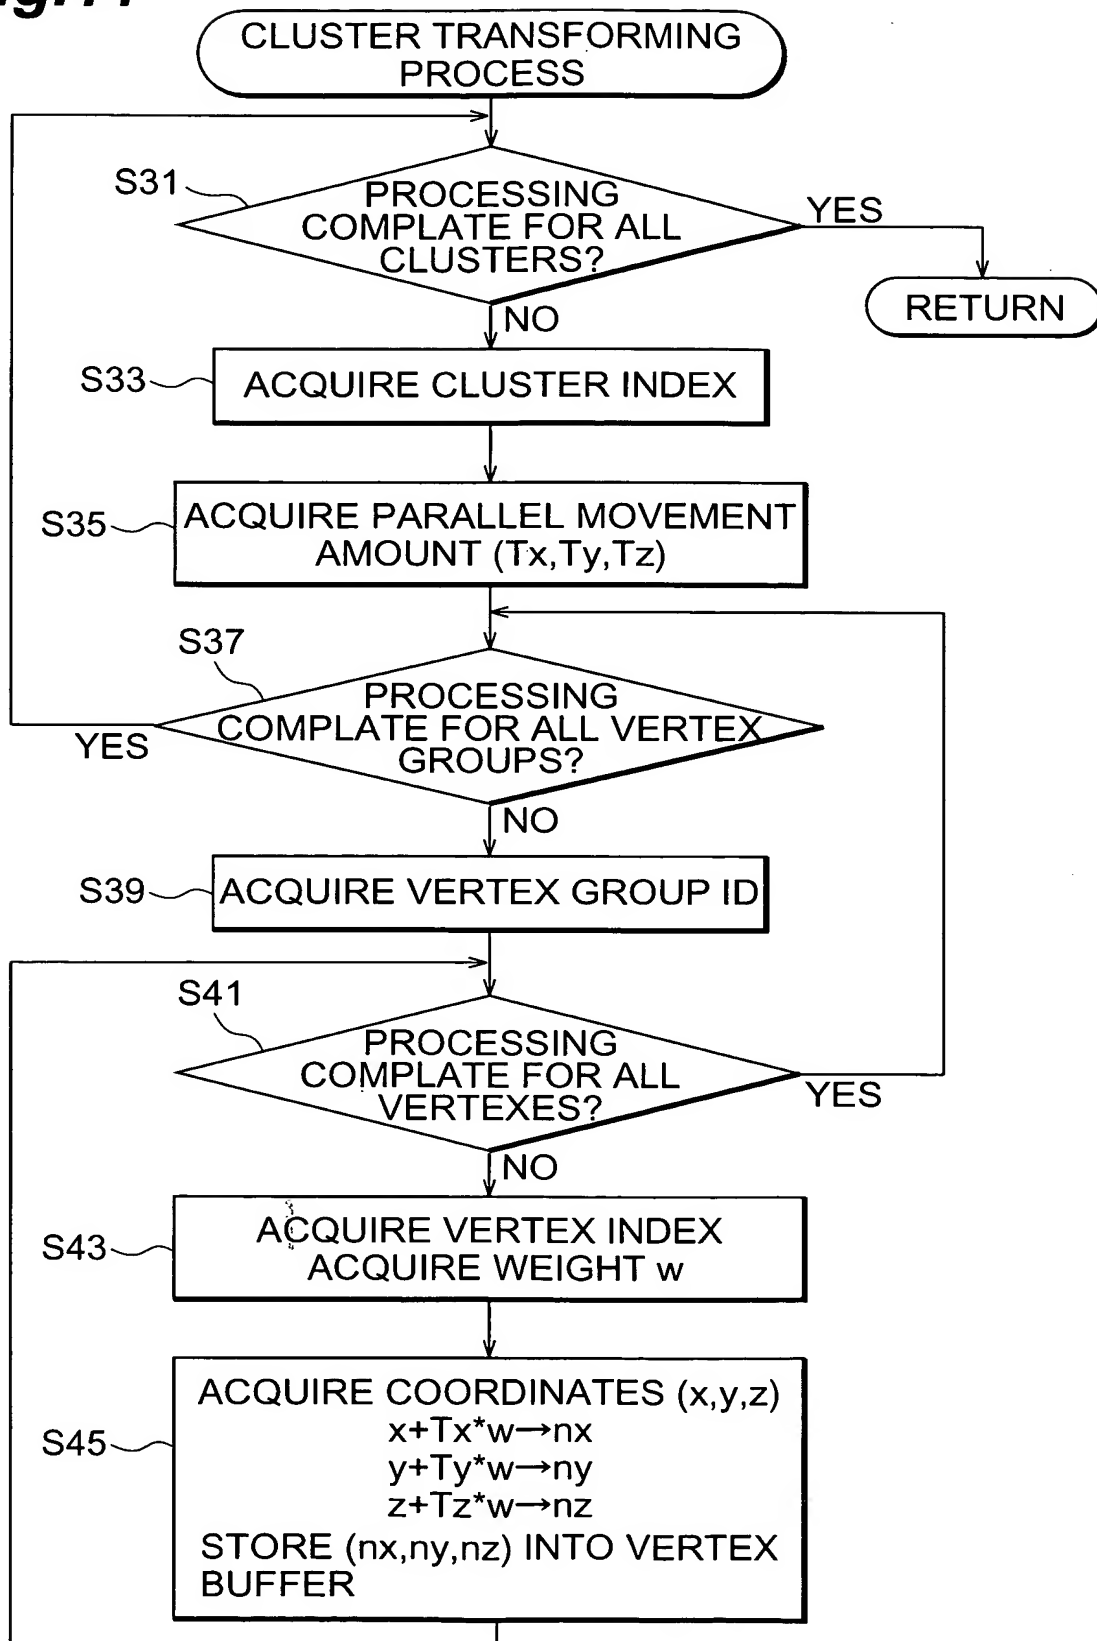 CLUSTER TRANSFORMING
PROCESS
S31
PROCESSING
COMPLATE FOR ALL
CLUSTERS?
YES
RETURN
NO
S33
ACQUIRE CLUSTER INDEX
S35
ACQUIRE PARALLEL MOVEMENT
AMOUNT (Tx,Ty,Tz)
S37
PROCESSING
COMPLATE FOR ALL VERTEX
GROUPS?
YES
NO
S39
ACQUIRE VERTEX GROUP ID
S41
PROCESSING
COMPLATE FOR ALL
VERTEXES?
YES
NO
S43
ACQUIRE VERTEX INDEX
ACQUIRE WEIGHT w
S45
ACQUIRE COORDINATES (x,y,z)
x+Tx*w→nx
y+Ty*w→ny
z+Tz*w→nz
STORE (nx,ny,nz) INTO VERTEX
BUFFER